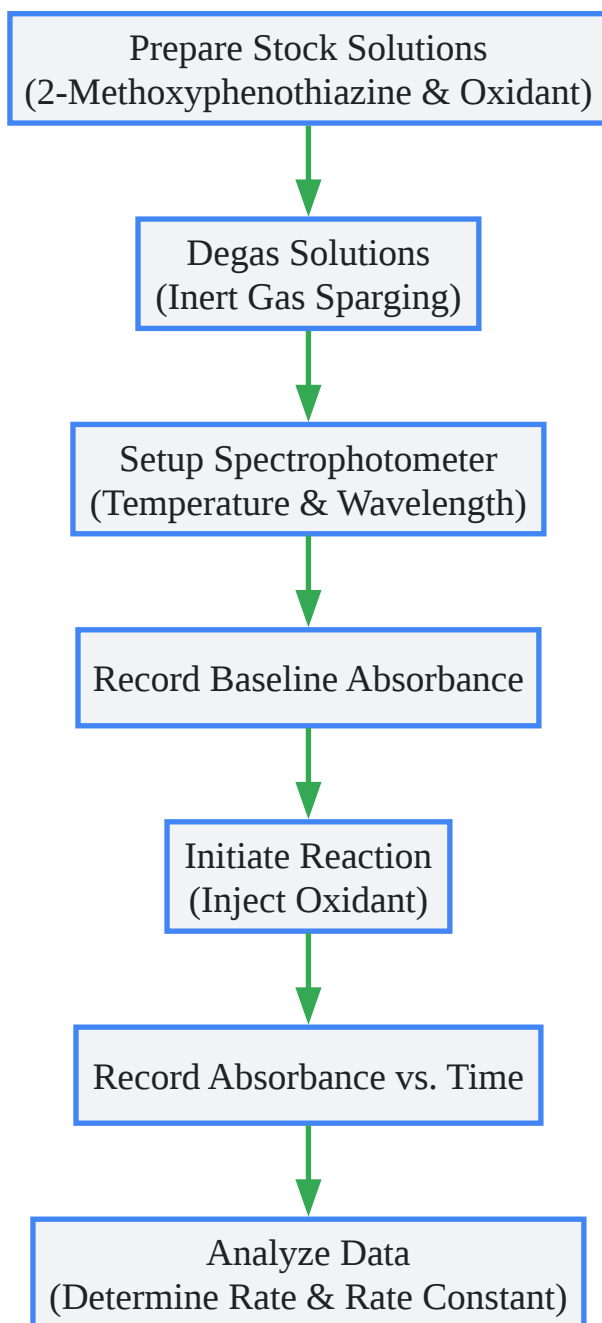 Prepare Stock Solutions
(2-Methoxyphenothiazine & Oxidant)
Degas Solutions
(Inert Gas Sparging)
Setup Spectrophotometer
(Temperature & Wavelength)
Record Baseline Absorbance
Initiate Reaction
(Inject Oxidant)
Record Absorbance vs. Time
Analyze Data
(Determine Rate & Rate Constant)